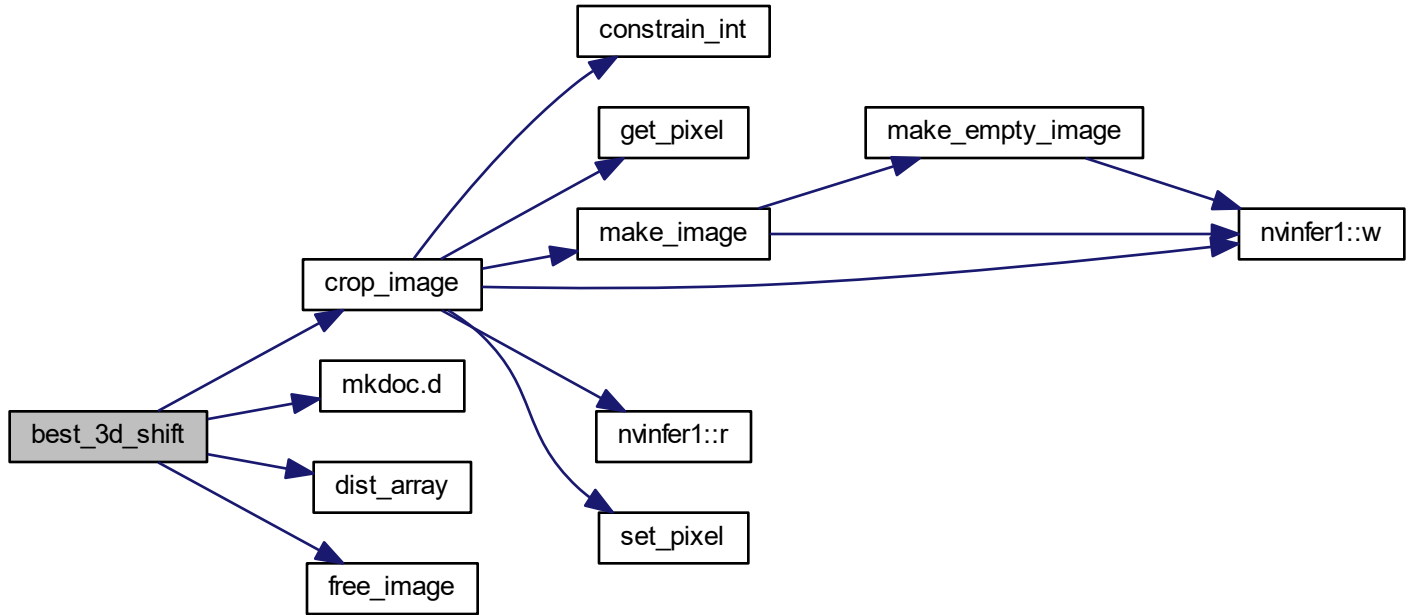 constrain_int
get_pixel
make_empty_image
make_image
nvinfer1::w
crop_image
mkdoc.d
best_3d_shift
nvinfer1::r
dist_array
set_pixel
free_image